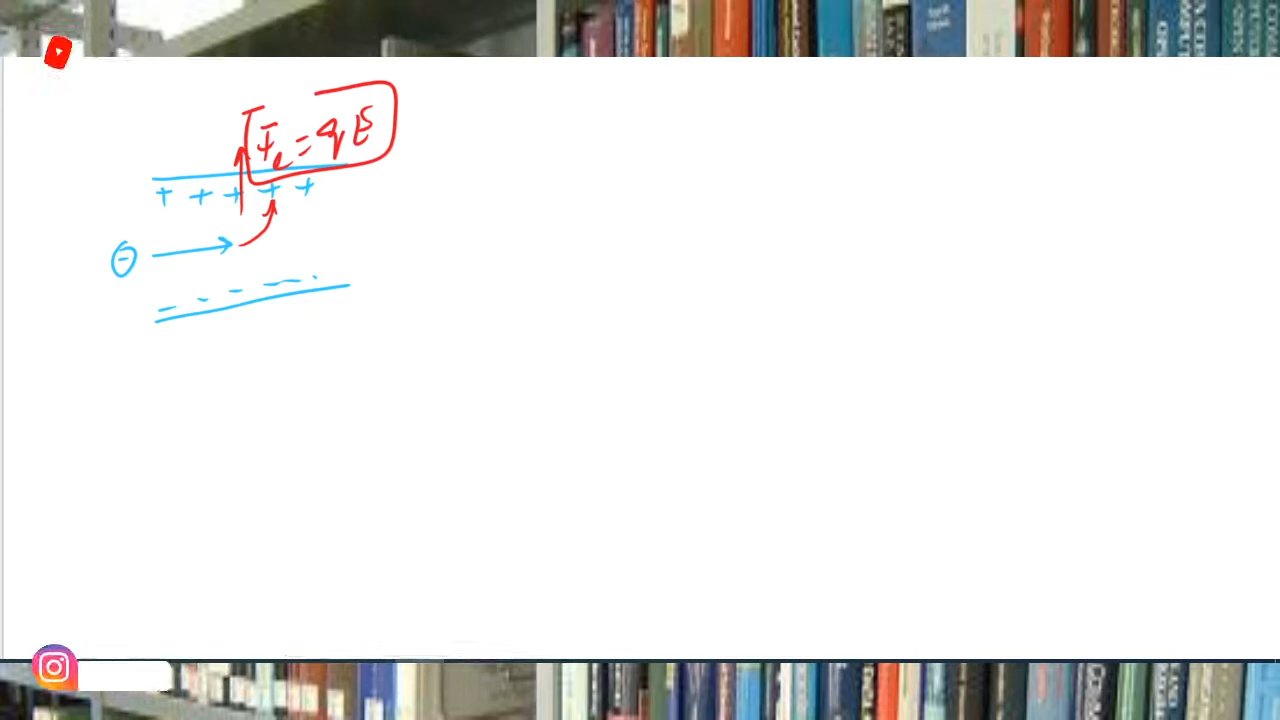 Fe = qE
+ + + + +
⊖
- - - - -